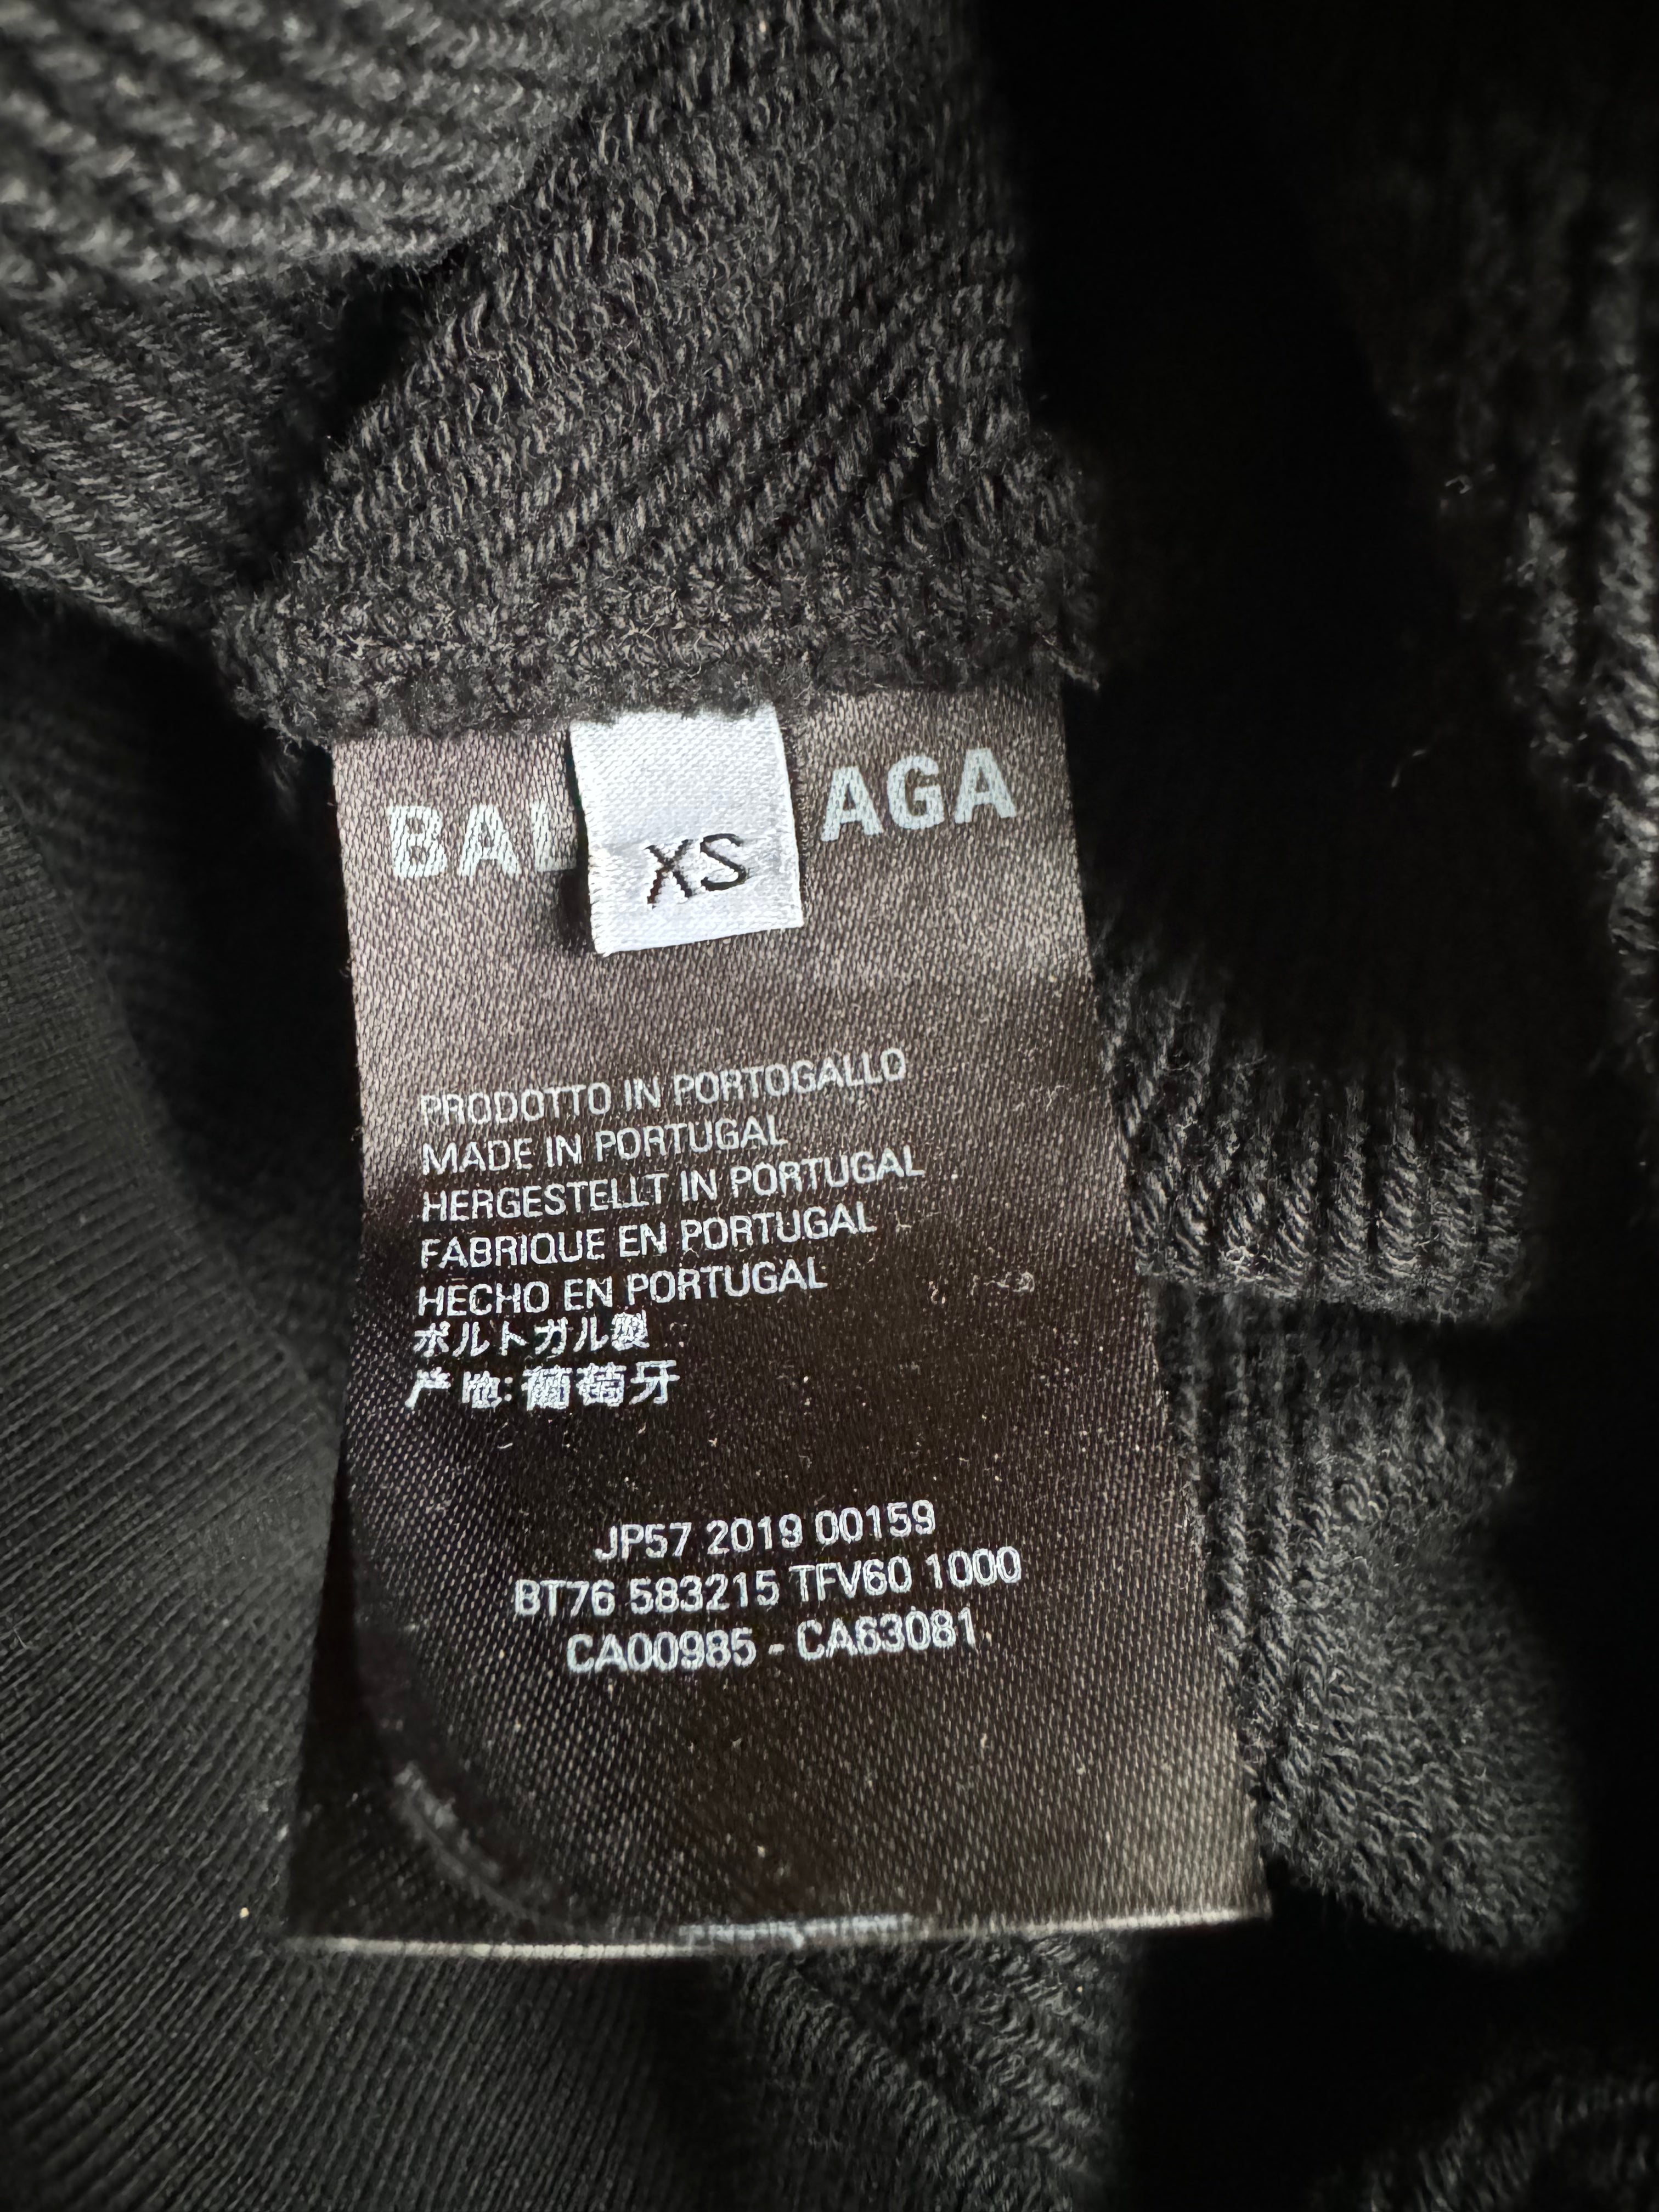 BAL AGA
XS
PRODOTTO IN PORTOGALLO
MADE IN PORTUGAL
HERGESTELLT IN PORTUGAL
FABRIQUE EN PORTUGAL
HECHO EN PORTUGAL
ポルトガル製
产地:葡萄牙
JP57 2019 00159
BT76 583215 TFV60 1000
CA00985 - CA63081